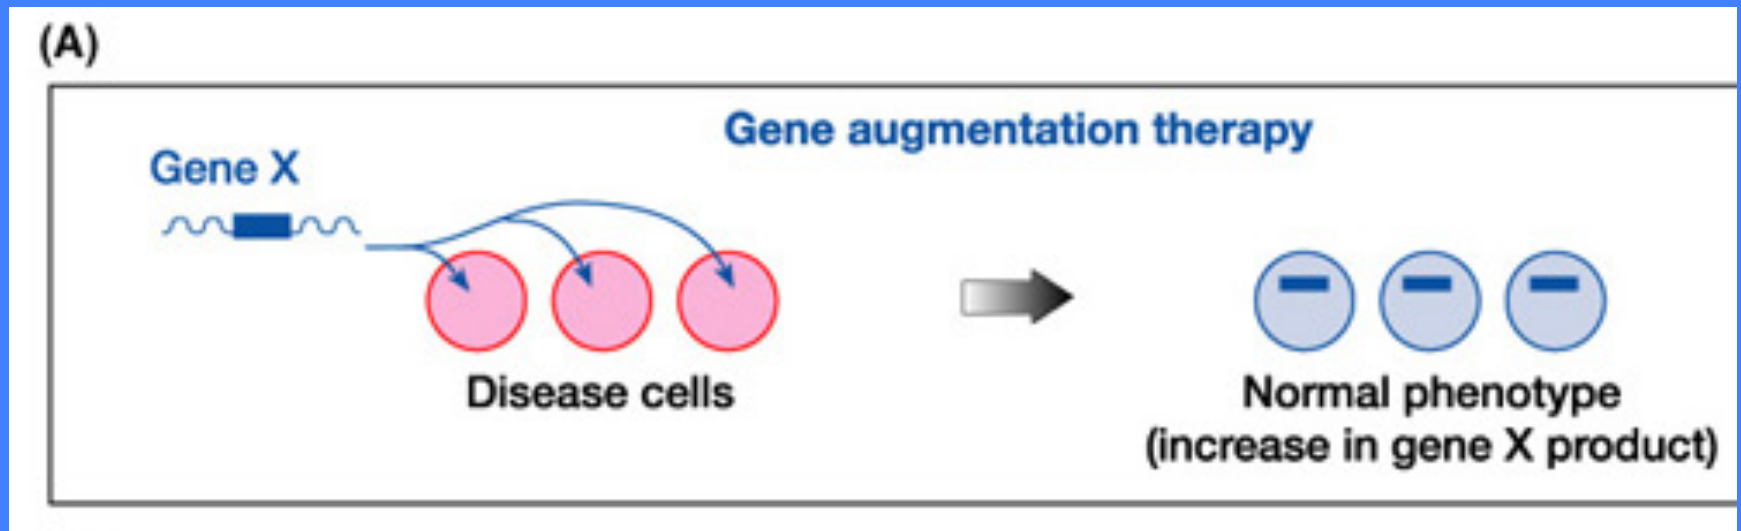 (A)
Gene augmentation therapy
Gene X
Disease cells
Normal phenotype
(increase in gene X product)